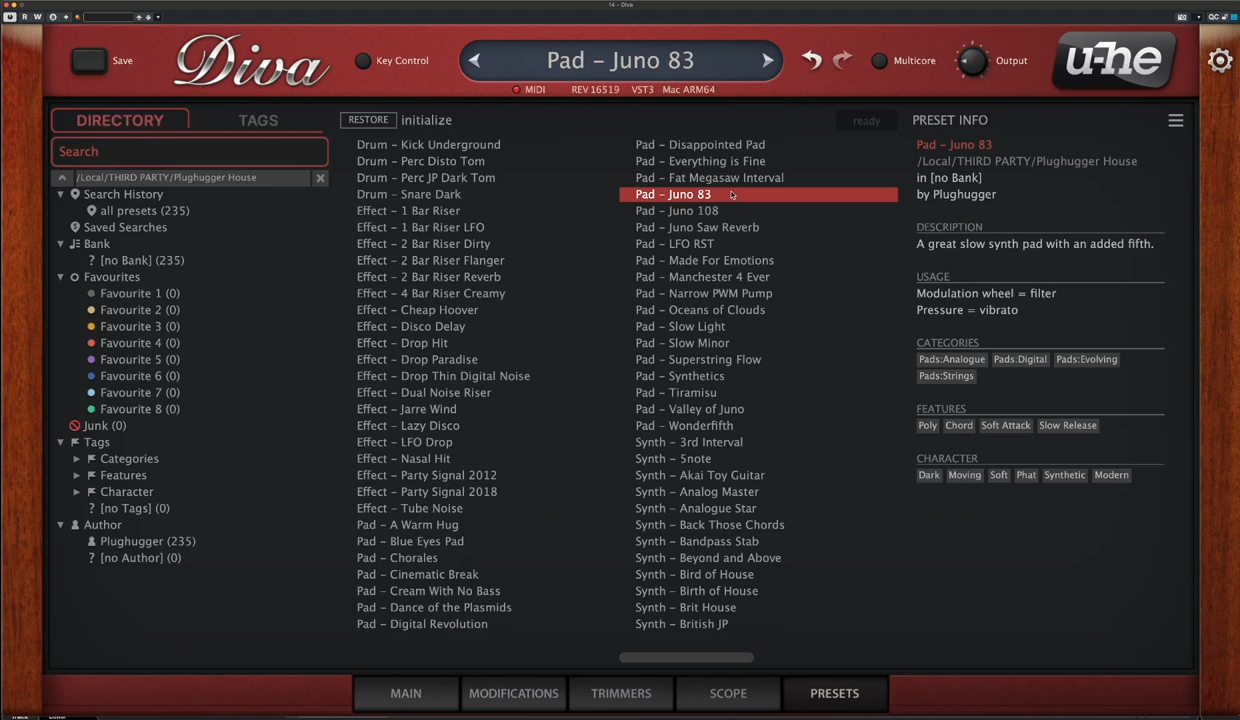 14 - Diva
R W
QC
Save
Diva
Key Control
Pad – Juno 83
Multicore
Output
u-he
MIDI REV 16519 VST3 Mac ARM64
DIRECTORY TAGS
Search
/Local/THIRD PARTY/Plughugger House
Search History
all presets (235)
Saved Searches
Bank
? [no Bank] (235)
Favourites
Favourite 1 (0)
Favourite 2 (0)
Favourite 3 (0)
Favourite 4 (0)
Favourite 5 (0)
Favourite 6 (0)
Favourite 7 (0)
Favourite 8 (0)
Junk (0)
Tags
Categories
Features
Character
? [no Tags] (0)
Author
Plughugger (235)
? [no Author] (0)
RESTORE initialize
ready
Drum – Kick Underground
Drum – Perc Disto Tom
Drum – Perc JP Dark Tom
Drum – Snare Dark
Effect – 1 Bar Riser
Effect – 1 Bar Riser LFO
Effect – 2 Bar Riser Dirty
Effect – 2 Bar Riser Flanger
Effect – 2 Bar Riser Reverb
Effect – 4 Bar Riser Creamy
Effect – Cheap Hoover
Effect – Disco Delay
Effect – Drop Hit
Effect – Drop Paradise
Effect – Drop Thin Digital Noise
Effect – Dual Noise Riser
Effect – Jarre Wind
Effect – Lazy Disco
Effect – LFO Drop
Effect – Nasal Hit
Effect – Party Signal 2012
Effect – Party Signal 2018
Effect – Tube Noise
Pad – A Warm Hug
Pad – Blue Eyes Pad
Pad – Chorales
Pad – Cinematic Break
Pad – Cream With No Bass
Pad – Dance of the Plasmids
Pad – Digital Revolution
Pad – Disappointed Pad
Pad – Everything is Fine
Pad – Fat Megasaw Interval
Pad – Juno 83
Pad – Juno 108
Pad – Juno Saw Reverb
Pad – LFO RST
Pad – Made For Emotions
Pad – Manchester 4 Ever
Pad – Narrow PWM Pump
Pad – Oceans of Clouds
Pad – Slow Light
Pad – Slow Minor
Pad – Superstring Flow
Pad – Synthetics
Pad – Tiramisu
Pad – Valley of Juno
Pad – Wonderfifth
Synth – 3rd Interval
Synth – 5note
Synth – Akai Toy Guitar
Synth – Analog Master
Synth – Analogue Star
Synth – Back Those Chords
Synth – Bandpass Stab
Synth – Beyond and Above
Synth – Bird of House
Synth – Birth of House
Synth – Brit House
Synth – British JP
PRESET INFO
Pad – Juno 83
/Local/THIRD PARTY/Plughugger House
in [no Bank]
by Plughugger
DESCRIPTION
A great slow synth pad with an added fifth.
USAGE
Modulation wheel = filter
Pressure = vibrato
CATEGORIES
Pads:Analogue Pads:Digital Pads:Evolving
Pads:Strings
FEATURES
Poly Chord Soft Attack Slow Release
CHARACTER
Dark Moving Soft Phat Synthetic Modern
MAIN MODIFICATIONS TRIMMERS SCOPE PRESETS